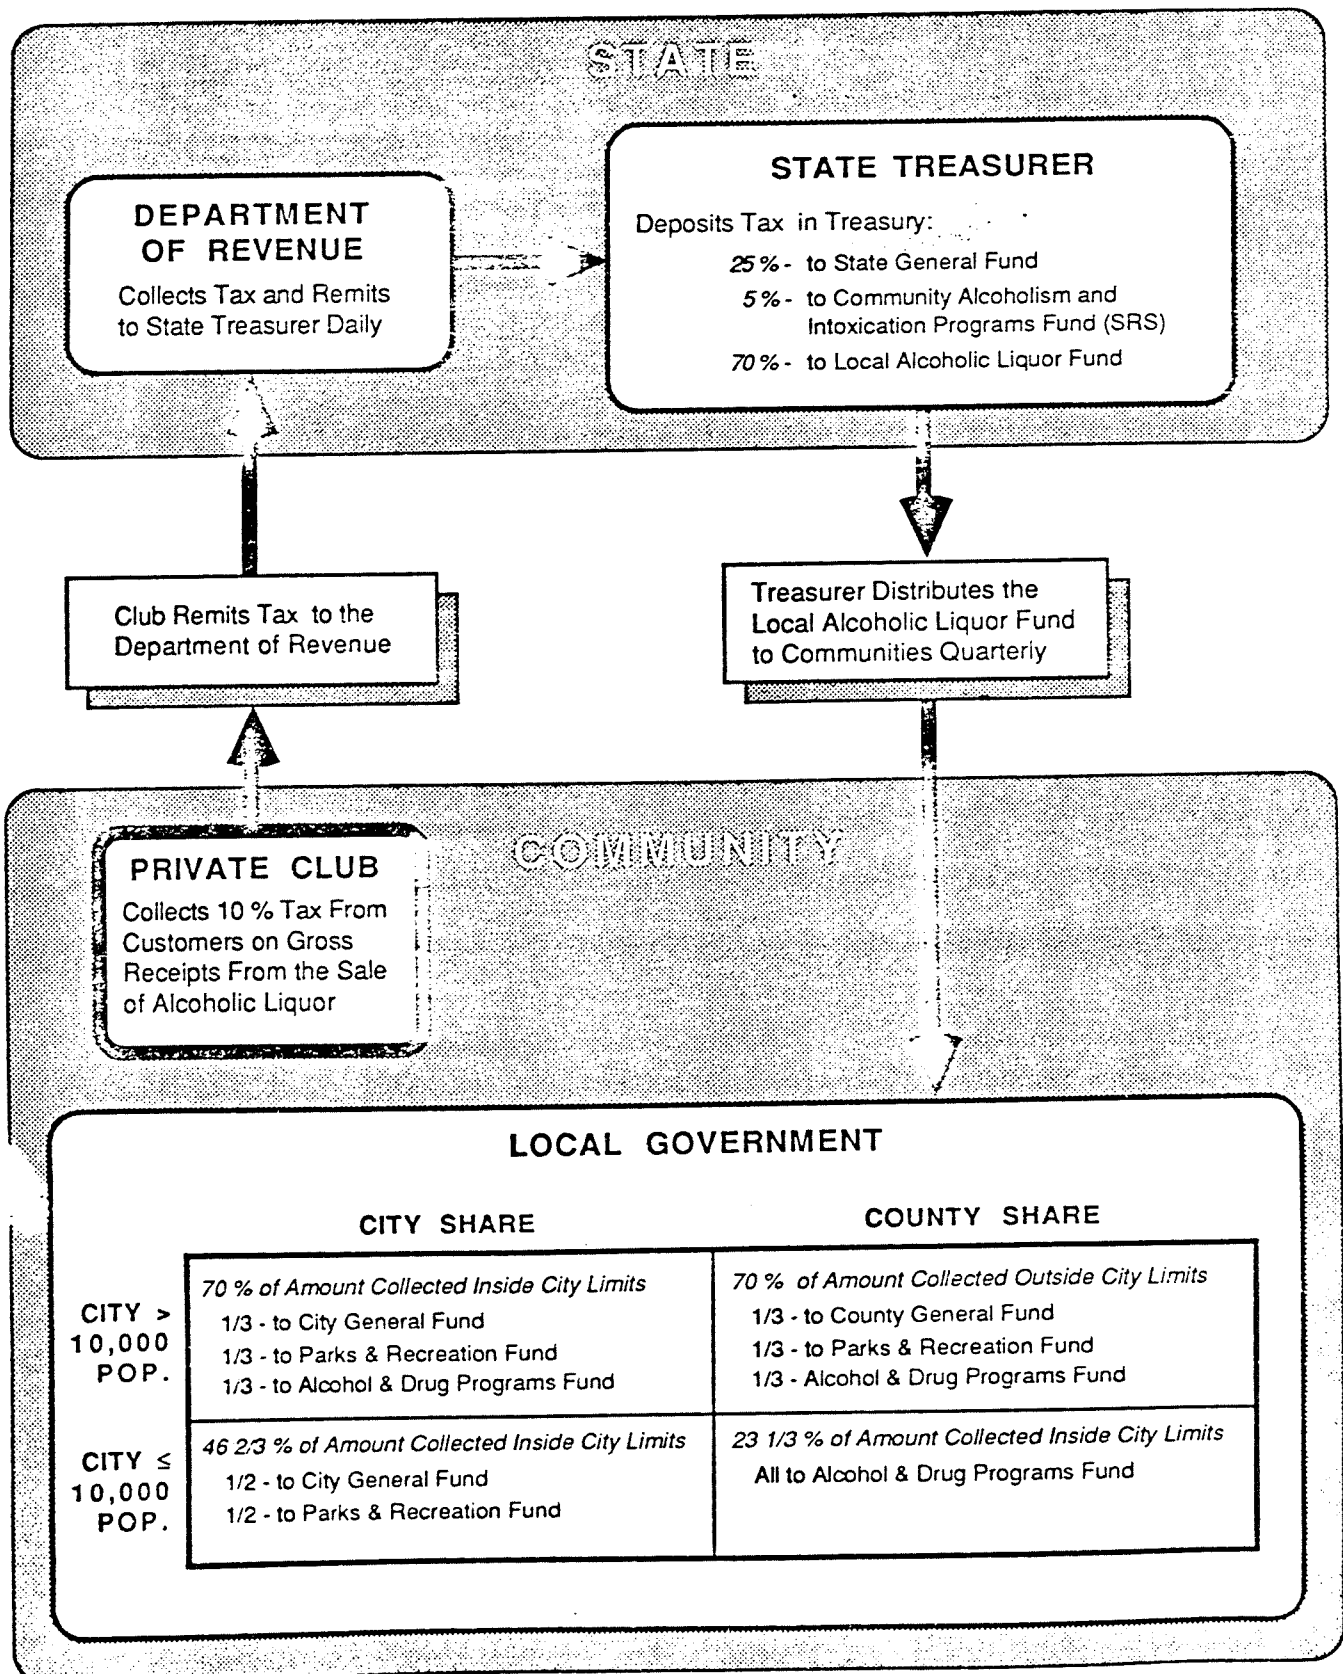 STATE
DEPARTMENT
OF REVENUE
Collects Tax and Remits
to State Treasurer Daily
STATE TREASURER
Deposits Tax in Treasury:
25 % - to State General Fund
5 % - to Community Alcoholism and
Intoxication Programs Fund (SRS)
70 % - to Local Alcoholic Liquor Fund
Club Remits Tax to the
Department of Revenue
Treasurer Distributes the
Local Alcoholic Liquor Fund
to Communities Quarterly
COMMUNITY
PRIVATE CLUB
Collects 10 % Tax From
Customers on Gross
Receipts From the Sale
of Alcoholic Liquor
LOCAL GOVERNMENT
CITY SHARE
COUNTY SHARE
CITY >
10,000
POP.
70 % of Amount Collected Inside City Limits
1/3 - to City General Fund
1/3 - to Parks & Recreation Fund
1/3 - to Alcohol & Drug Programs Fund
70 % of Amount Collected Outside City Limits
1/3 - to County General Fund
1/3 - to Parks & Recreation Fund
1/3 - Alcohol & Drug Programs Fund
CITY ≤
10,000
POP.
46 2/3 % of Amount Collected Inside City Limits
1/2 - to City General Fund
1/2 - to Parks & Recreation Fund
23 1/3 % of Amount Collected Inside City Limits
All to Alcohol & Drug Programs Fund